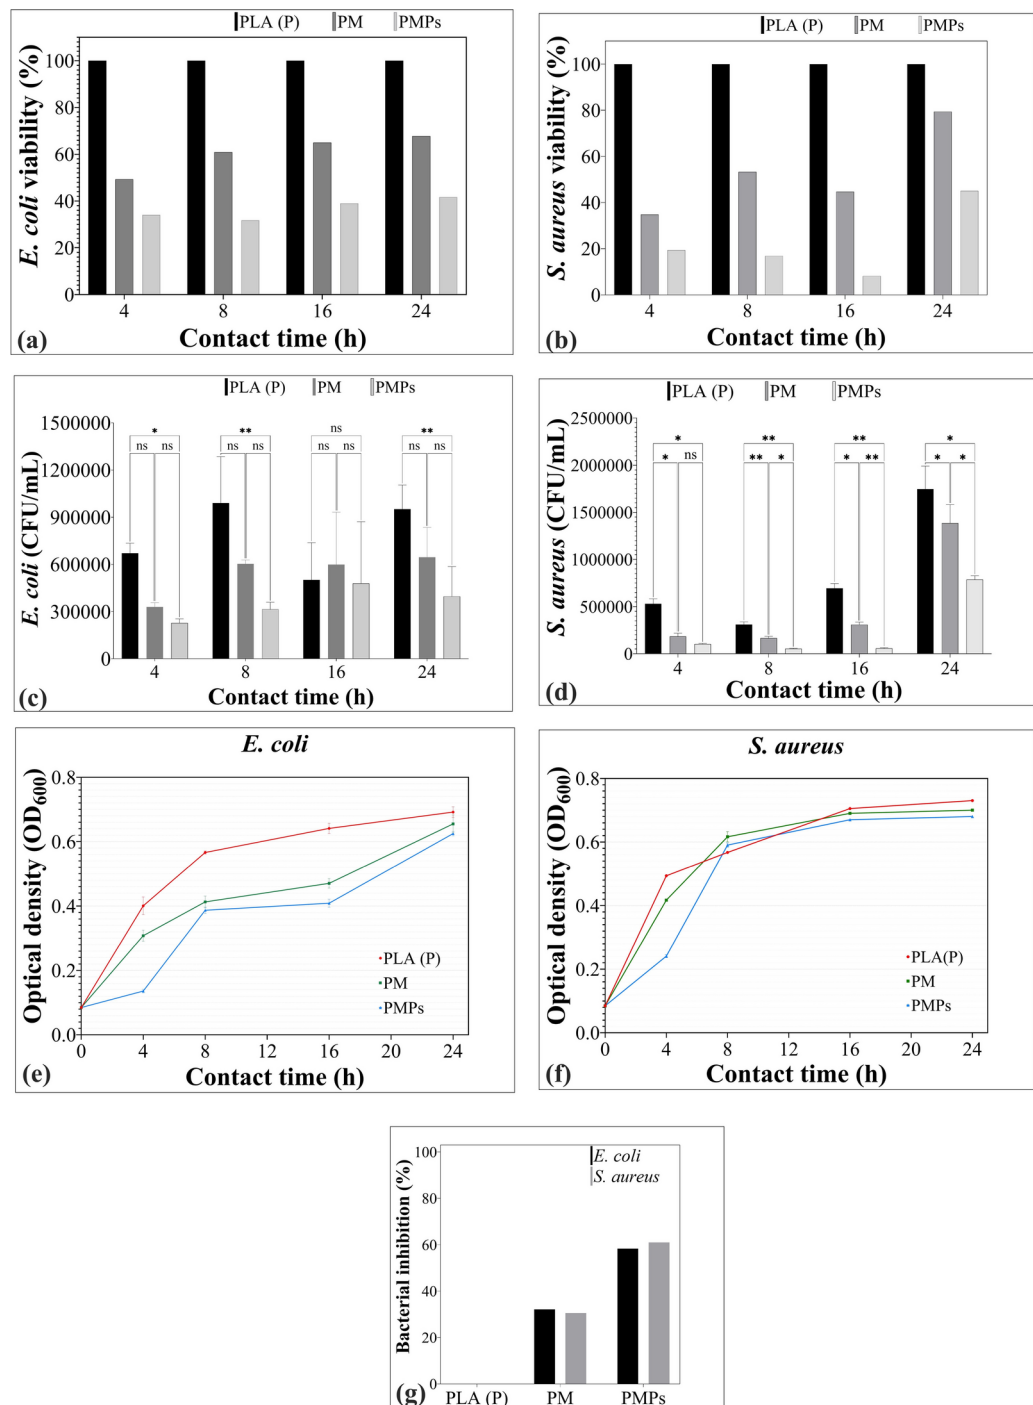 PLA (P) PM PMPs
E. coli viability (%)
100
80
60
40
20
0
4 8 16 24
Contact time (h)
(a)
PLA (P) PM PMPs
S. aureus viability (%)
100
80
60
40
20
0
4 8 16 24
Contact time (h)
(b)
PLA (P) PM PMPs
E. coli (CFU/mL)
1500000
1200000
900000
600000
300000
0
* ** ns **
ns ns ns ns ns ns ns ns
4 8 16 24
Contact time (h)
(c)
PLA (P) PM PMPs
S. aureus (CFU/mL)
2500000
2000000
1500000
1000000
500000
0
* ** ** *
* ns ** * * ** * *
4 8 16 24
Contact time (h)
(d)
E. coli
Optical density (OD600)
0.8
0.6
0.4
0.2
0.0
PLA (P)
PM
PMPs
0 4 8 12 16 20 24
Contact time (h)
(e)
S. aureus
Optical density (OD600)
0.8
0.6
0.4
0.2
0.0
PLA(P)
PM
PMPs
0 4 8 12 16 20 24
Contact time (h)
(f)
E. coli
S. aureus
Bacterial inhibition (%)
100
80
60
40
20
0
PLA (P) PM PMPs
(g)